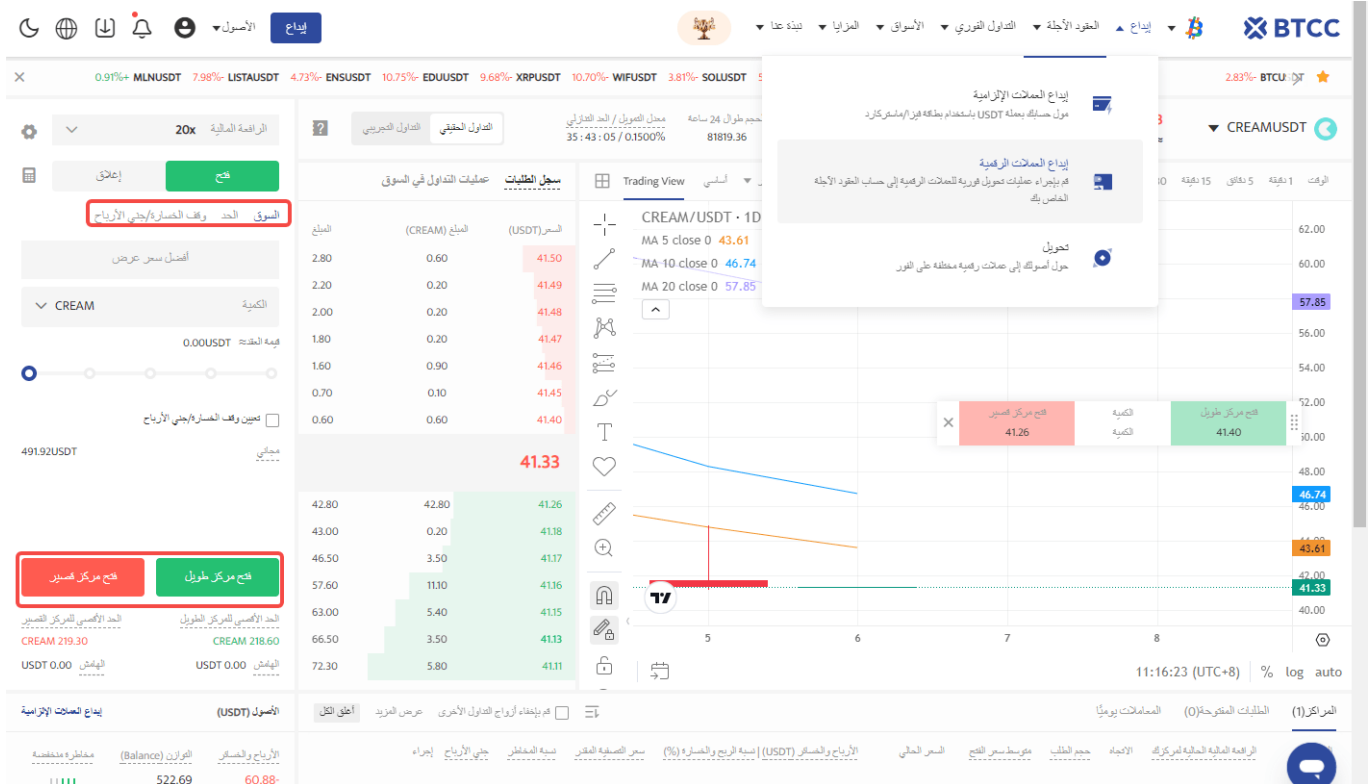 BTCC
إيداع
العقود الآجلة
التداول الفوري
الأسواق
المزايا
نبذة عنا
إيداع
الأصول
0.91%+ MLNUSDT
7.98%- LISTAUSDT
4.73%- ENSUSDT
10.75%- EDUUSDT
9.68%- XRPUSDT
10.70%- WIFUSDT
3.81%- SOLUSDT
2.83%- BTCU
إيداع العملات الإلزامية
مول حسابك بعملة USDT باستخدام بطاقة فيزا/ماستركارد
إيداع العملات الرقمية
قم بإجراء عمليات تحويل فورية للعملات الرقمية إلى حساب العقود الآجلة
الخاص بك
تحويل
حول أصولك إلى عملات رقمية مختلفة على الفور
CREAMUSDT
حجم طوال 24 ساعة
81819.36
معدل التمويل / العد التنازلي
35:43:05/0.1500%
التداول الحقيقي
التداول التجريبي
الرافعة المالية 20x
فتح
إغلاق
السوق
الحد
وقف الخسارة/جني الأرباح
أفضل سعر عرض
الكمية
CREAM
قيمة العقد≈ 0.00USDT
تعيين وقف الخسارة/جني الأرباح
491.92USDT
مجاني
فتح مركز طويل
فتح مركز قصير
الحد الأقصى للمركز الطويل
الحد الأقصى للمركز القصير
CREAM 218.60
CREAM 219.30
الهامش USDT 0.00
الهامش USDT 0.00
سجل الطلبات
عمليات التداول في السوق
السعر(USDT)
المبلغ (CREAM)
المبلغ
41.50 0.60 2.80
41.49 0.20 2.20
41.48 0.20 2.00
41.47 0.20 1.80
41.46 0.90 1.60
41.45 0.10 0.70
41.40 0.60 0.60
41.33
41.26 42.80 42.80
41.18 0.20 43.00
41.17 3.50 46.50
41.16 11.10 57.60
41.15 5.40 63.00
41.13 3.50 66.50
41.11 5.80 72.30
الوقت
1 دقيقة
5 دقائق
15 دقيقة
أساسي
Trading View
CREAM/USDT · 1D
MA 5 close 0 43.61
MA 10 close 0 46.74
MA 20 close 0 57.85
فتح مركز طويل
41.40
الكمية
الكمية
فتح مركز قصير
41.26
62.00
60.00
57.85
56.00
54.00
52.00
50.00
48.00
46.74
46.00
43.61
42.00
41.33
40.00
5 6 7 8
11:16:23 (UTC+8) % log auto
المراكز(1)
الطلبات المفتوحة(0)
المعاملات يوميًا
قم بإخفاء أزواج التداول الأخرى
عرض المزيد
أغلق الكل
الرافعة المالية الحالية لمركزك
الاتجاه
حجم الطلب
متوسط سعر الفتح
السعر الحالي
الأرباح والخسائر (USDT)|نسبة الربح والخسارة (%)
سعر التصفية المقدر
نسبة المخاطر
جني الأرباح
إجراء
الأصول (USDT)
إيداع العملات الإلزامية
الأرباح والخسائر
التوازن (Balance)
مخاطرة منخفضة
60.88-
522.69